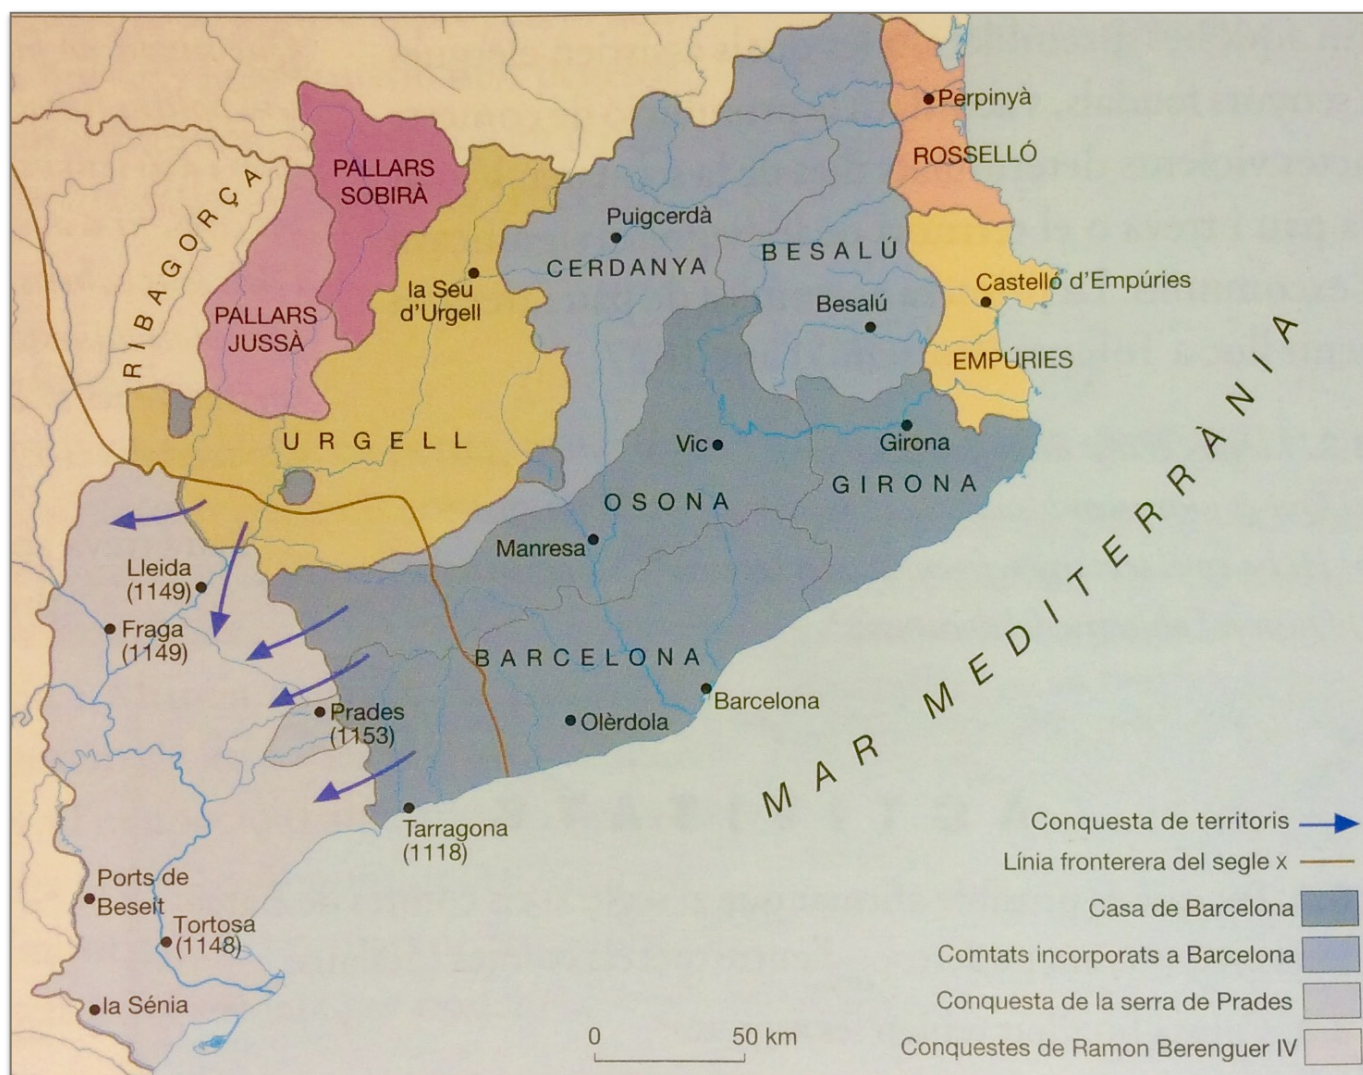 Perpinyà
ROSSELLÓ
PALLARS
SOBIRÀ
RIBAGORÇA
Puigcerdà
CERDANYA
BESALÚ
la Seu
d'Urgell
Castelló d'Empúries
Besalú
PALLARS
JUSSÀ
EMPÚRIES
URGELL
Vic
Girona
OSONA
GIRONA
MAR MEDITERRÀNIA
Manresa
Lleida
(1149)
Fraga
(1149)
BARCELONA
Barcelona
Prades
(1153)
Olèrdola
Tarragona
(1118)
Ports de
Beseit
Tortosa
(1148)
la Sénia
Conquesta de territoris
Línia fronterera del segle X
Casa de Barcelona
Comtats incorporats a Barcelona
Conquesta de la serra de Prades
Conquestes de Ramon Berenguer IV
0 50 km